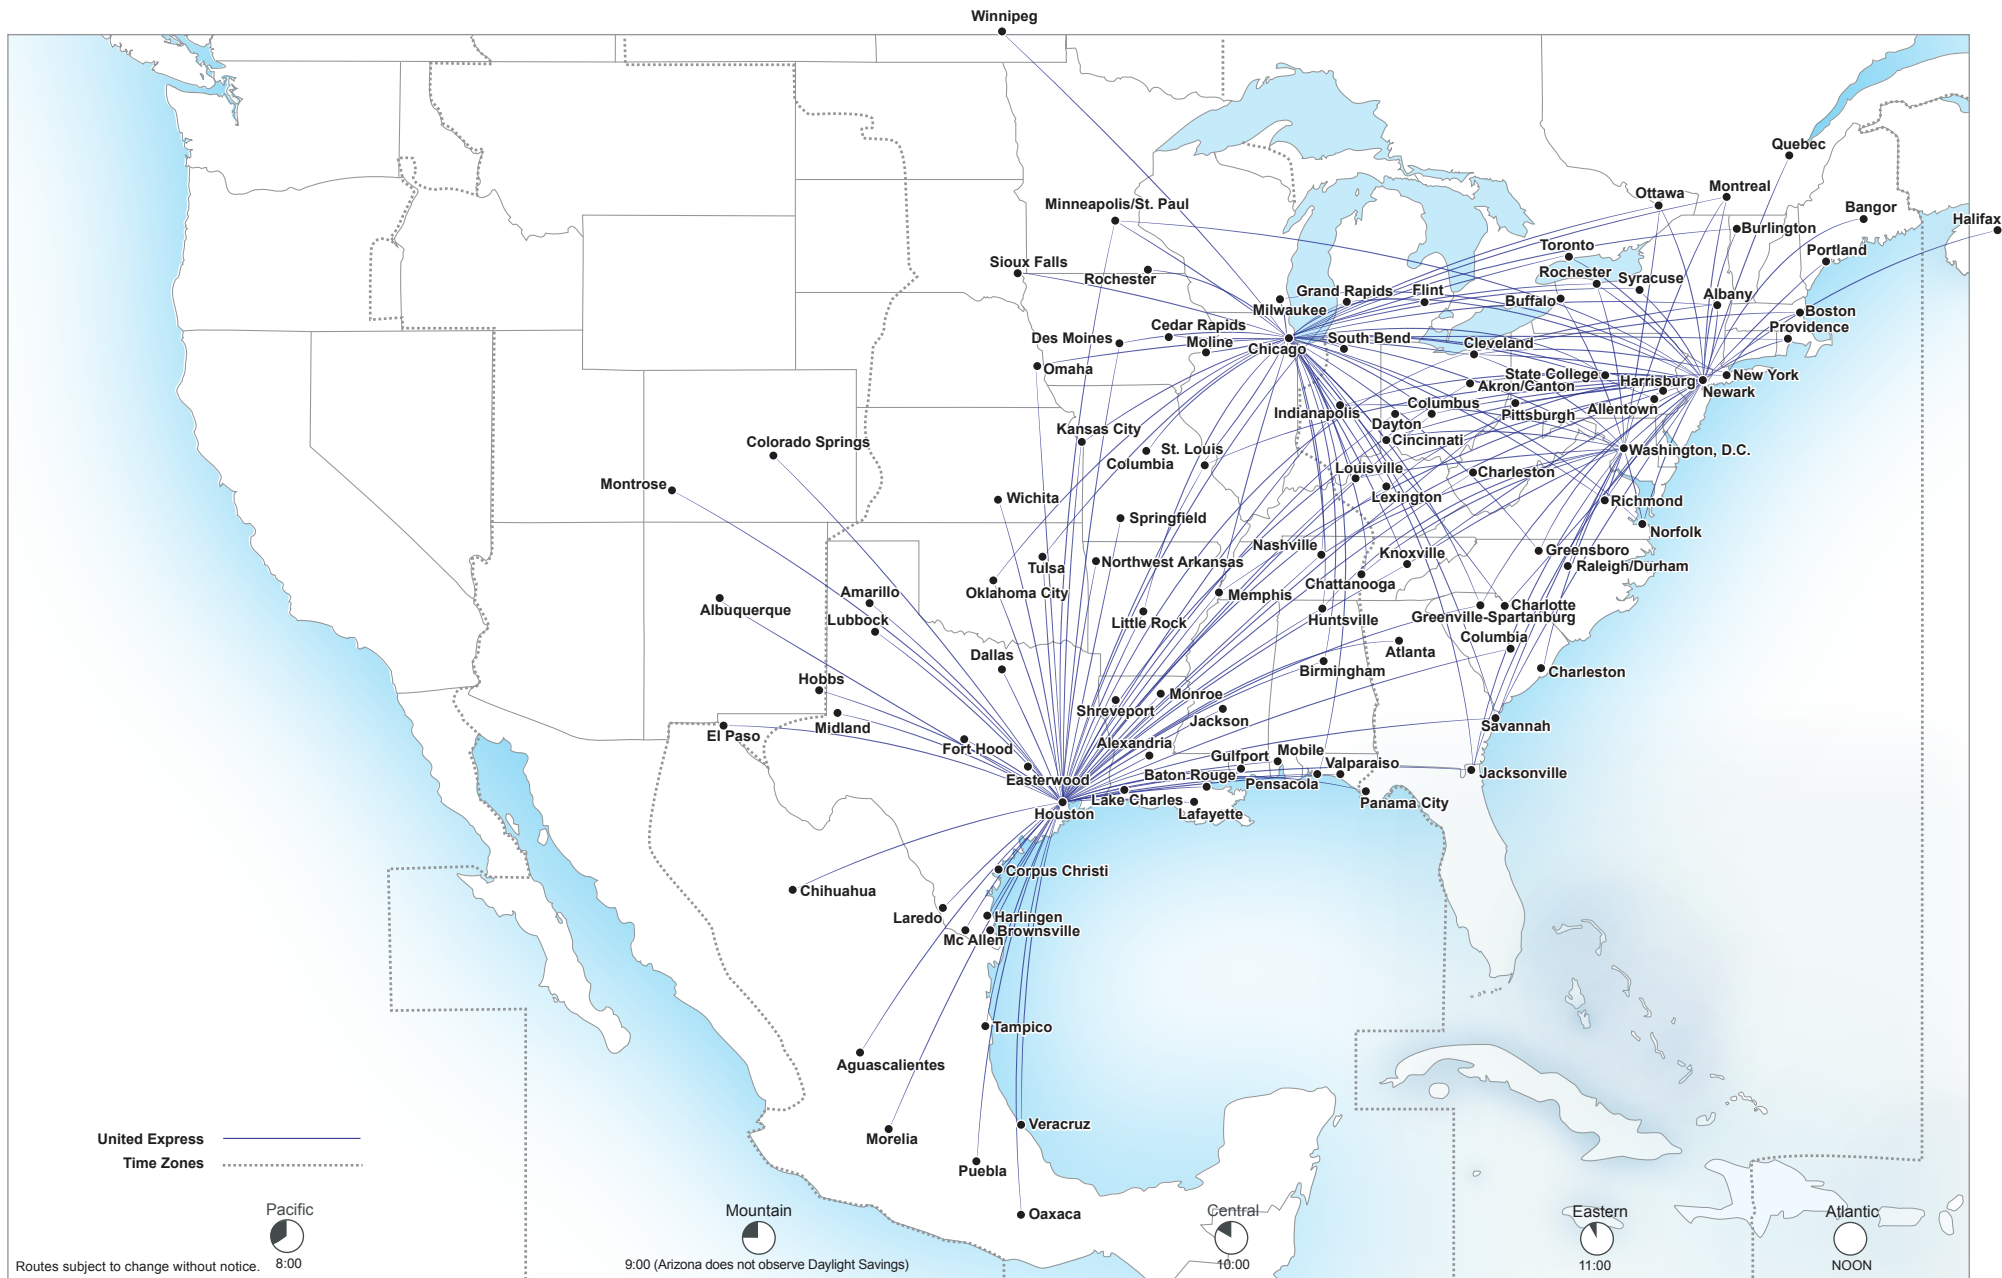 Winnipeg
Quebec
Ottawa
Montreal
Minneapolis/St. Paul
Bangor
Halifax
Burlington
Toronto
Portland
Sioux Falls
Rochester
Rochester
Syracuse
Grand Rapids
Flint
Buffalo
Albany
Milwaukee
Boston
Providence
Cedar Rapids
Des Moines
Moline
Chicago
South Bend
Cleveland
Omaha
State College
Harrisburg
New York
Akron/Canton
Newark
Indianapolis
Columbus
Pittsburgh
Allentown
Dayton
Kansas City
Cincinnati
Colorado Springs
St. Louis
Washington, D.C.
Columbia
Louisville
Charleston
Montrose
Lexington
Wichita
Richmond
Springfield
Norfolk
Nashville
Knoxville
Greensboro
Northwest Arkansas
Tulsa
Raleigh/Durham
Chattanooga
Amarillo
Oklahoma City
Memphis
Albuquerque
Charlotte
Lubbock
Little Rock
Huntsville
Greenville-Spartanburg
Columbia
Dallas
Atlanta
Birmingham
Charleston
Hobbs
Monroe
Shreveport
Jackson
Midland
Savannah
El Paso
Fort Hood
Alexandria
Gulfport
Mobile
Valparaiso
Easterwood
Baton Rouge
Pensacola
Jacksonville
Lake Charles
Panama City
Houston
Lafayette
Corpus Christi
Chihuahua
Laredo
Harlingen
Brownsville
Mc Allen
Tampico
Aguascalientes
Veracruz
Morelia
Puebla
Oaxaca
United Express
Time Zones
Pacific
Mountain
Central
Eastern
Atlantic
Routes subject to change without notice.
8:00
9:00 (Arizona does not observe Daylight Savings)
10:00
11:00
NOON